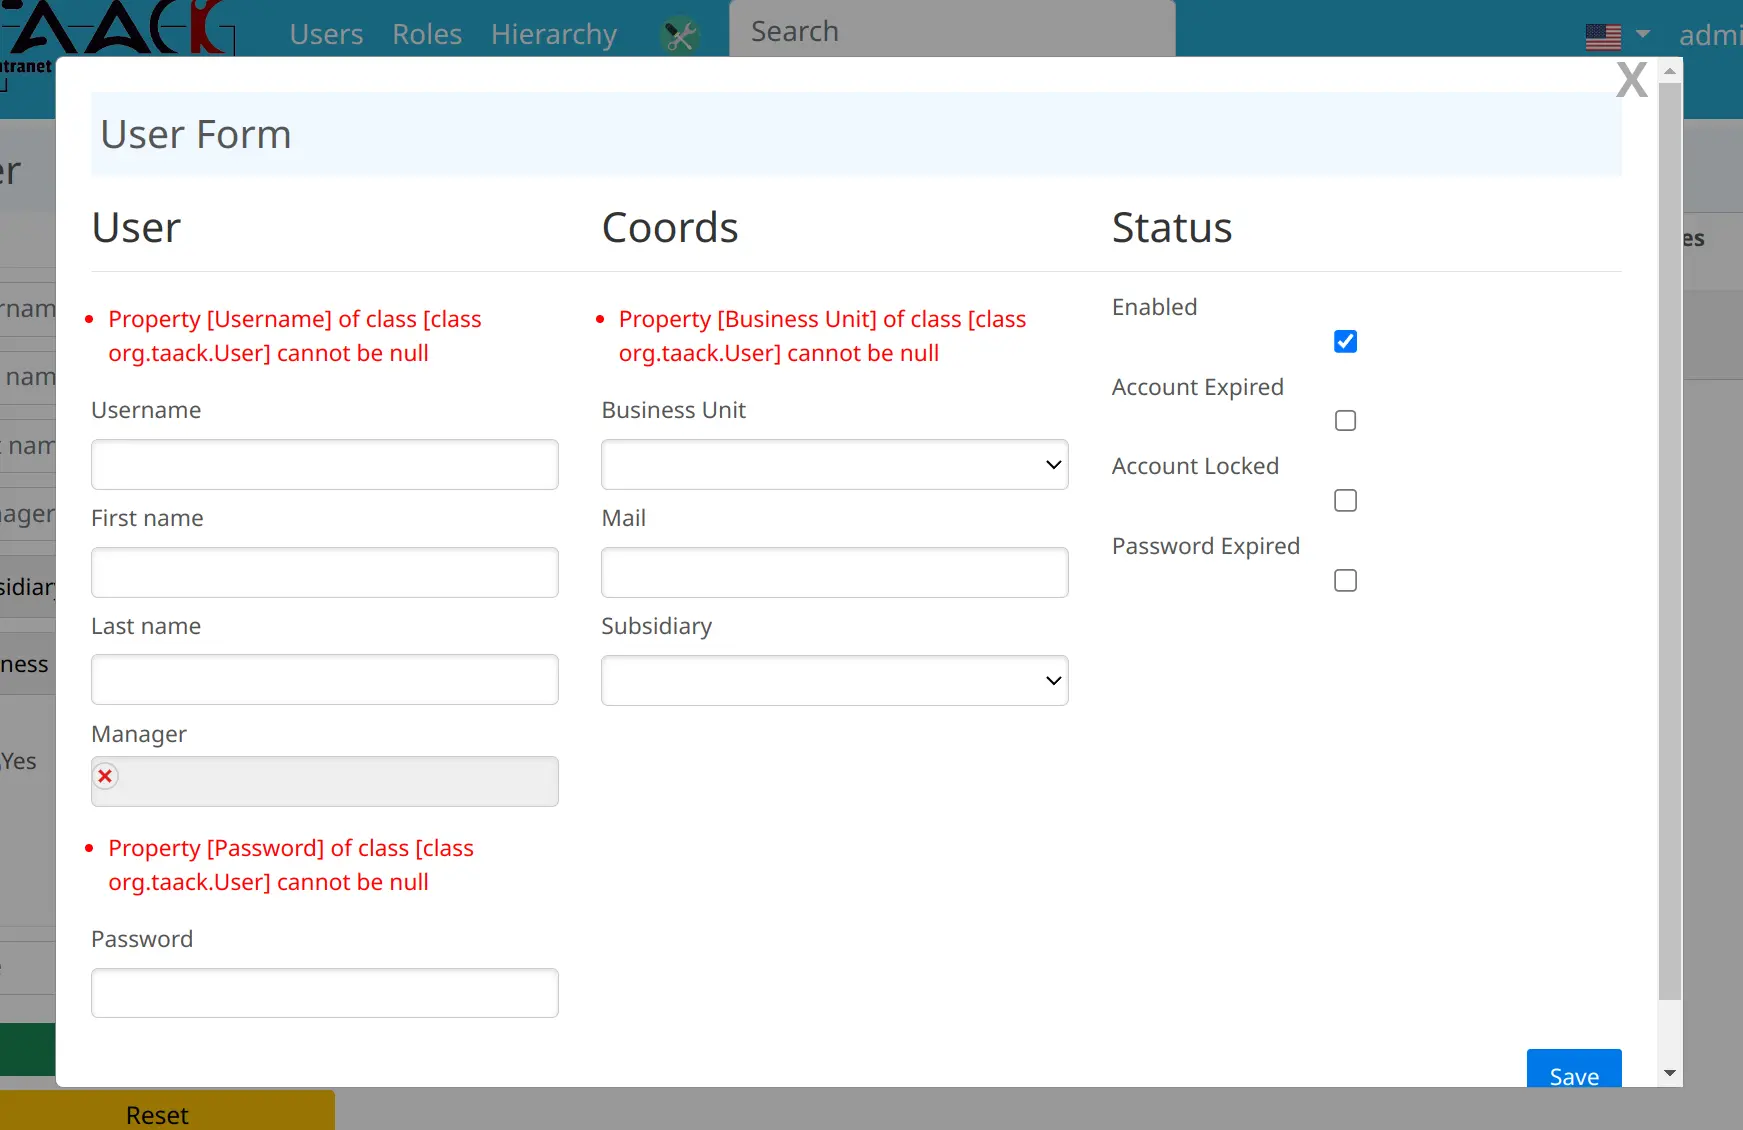 AACK
ntranet
Users Roles Hierarchy
Search
admi
X
User Form
er
User Coords Status
es
Property [Username] of class [class
org.taack.User] cannot be null
Property [Business Unit] of class [class
org.taack.User] cannot be null
Enabled
Account Expired
Account Locked
Password Expired
Username
Business Unit
First name
Mail
Last name
Subsidiary
Manager
Property [Password] of class [class
org.taack.User] cannot be null
Password
rnam
nam
t nam
ager
sidiary
ness
Yes
Save
Reset